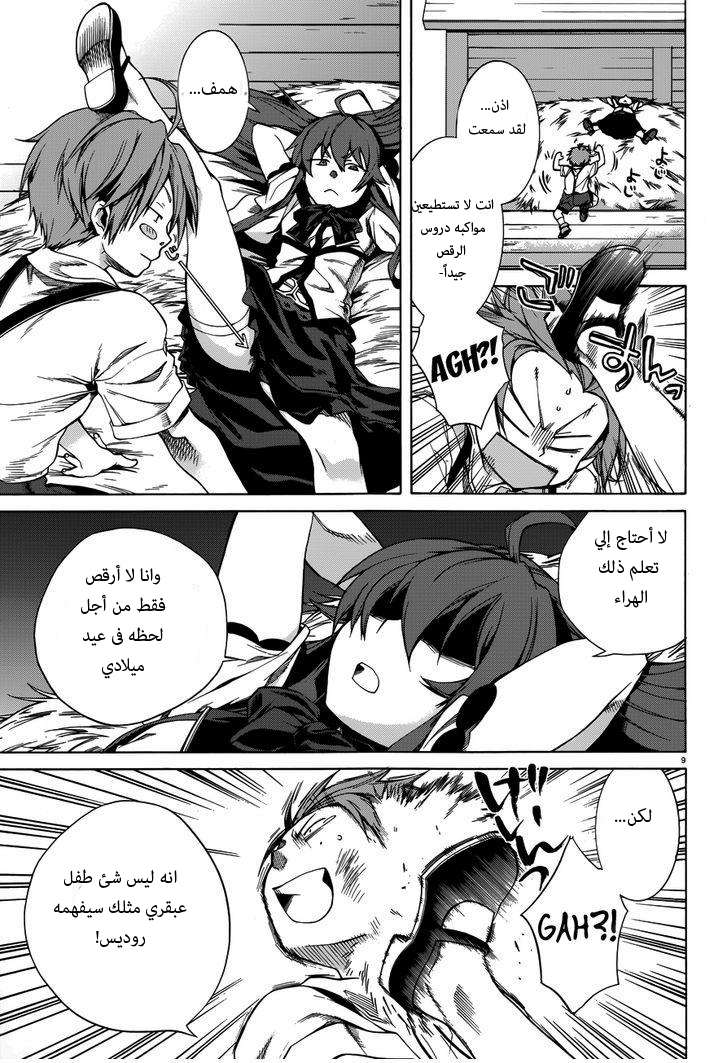 اذن...
لقد سمعت
انت لا تستطيعين
مواكبه دروس
الرقص
جيداً-
همف...
AGH?!
لا أحتاج إلي
تعلم ذلك
الهراء
وانا لا أرقص
فقط من أجل
لحظه فى عيد
ميلادي
9
لكن...
GAH?!
انه ليس شئ طفل
عبقري مثلك سيفهمه
روديس!